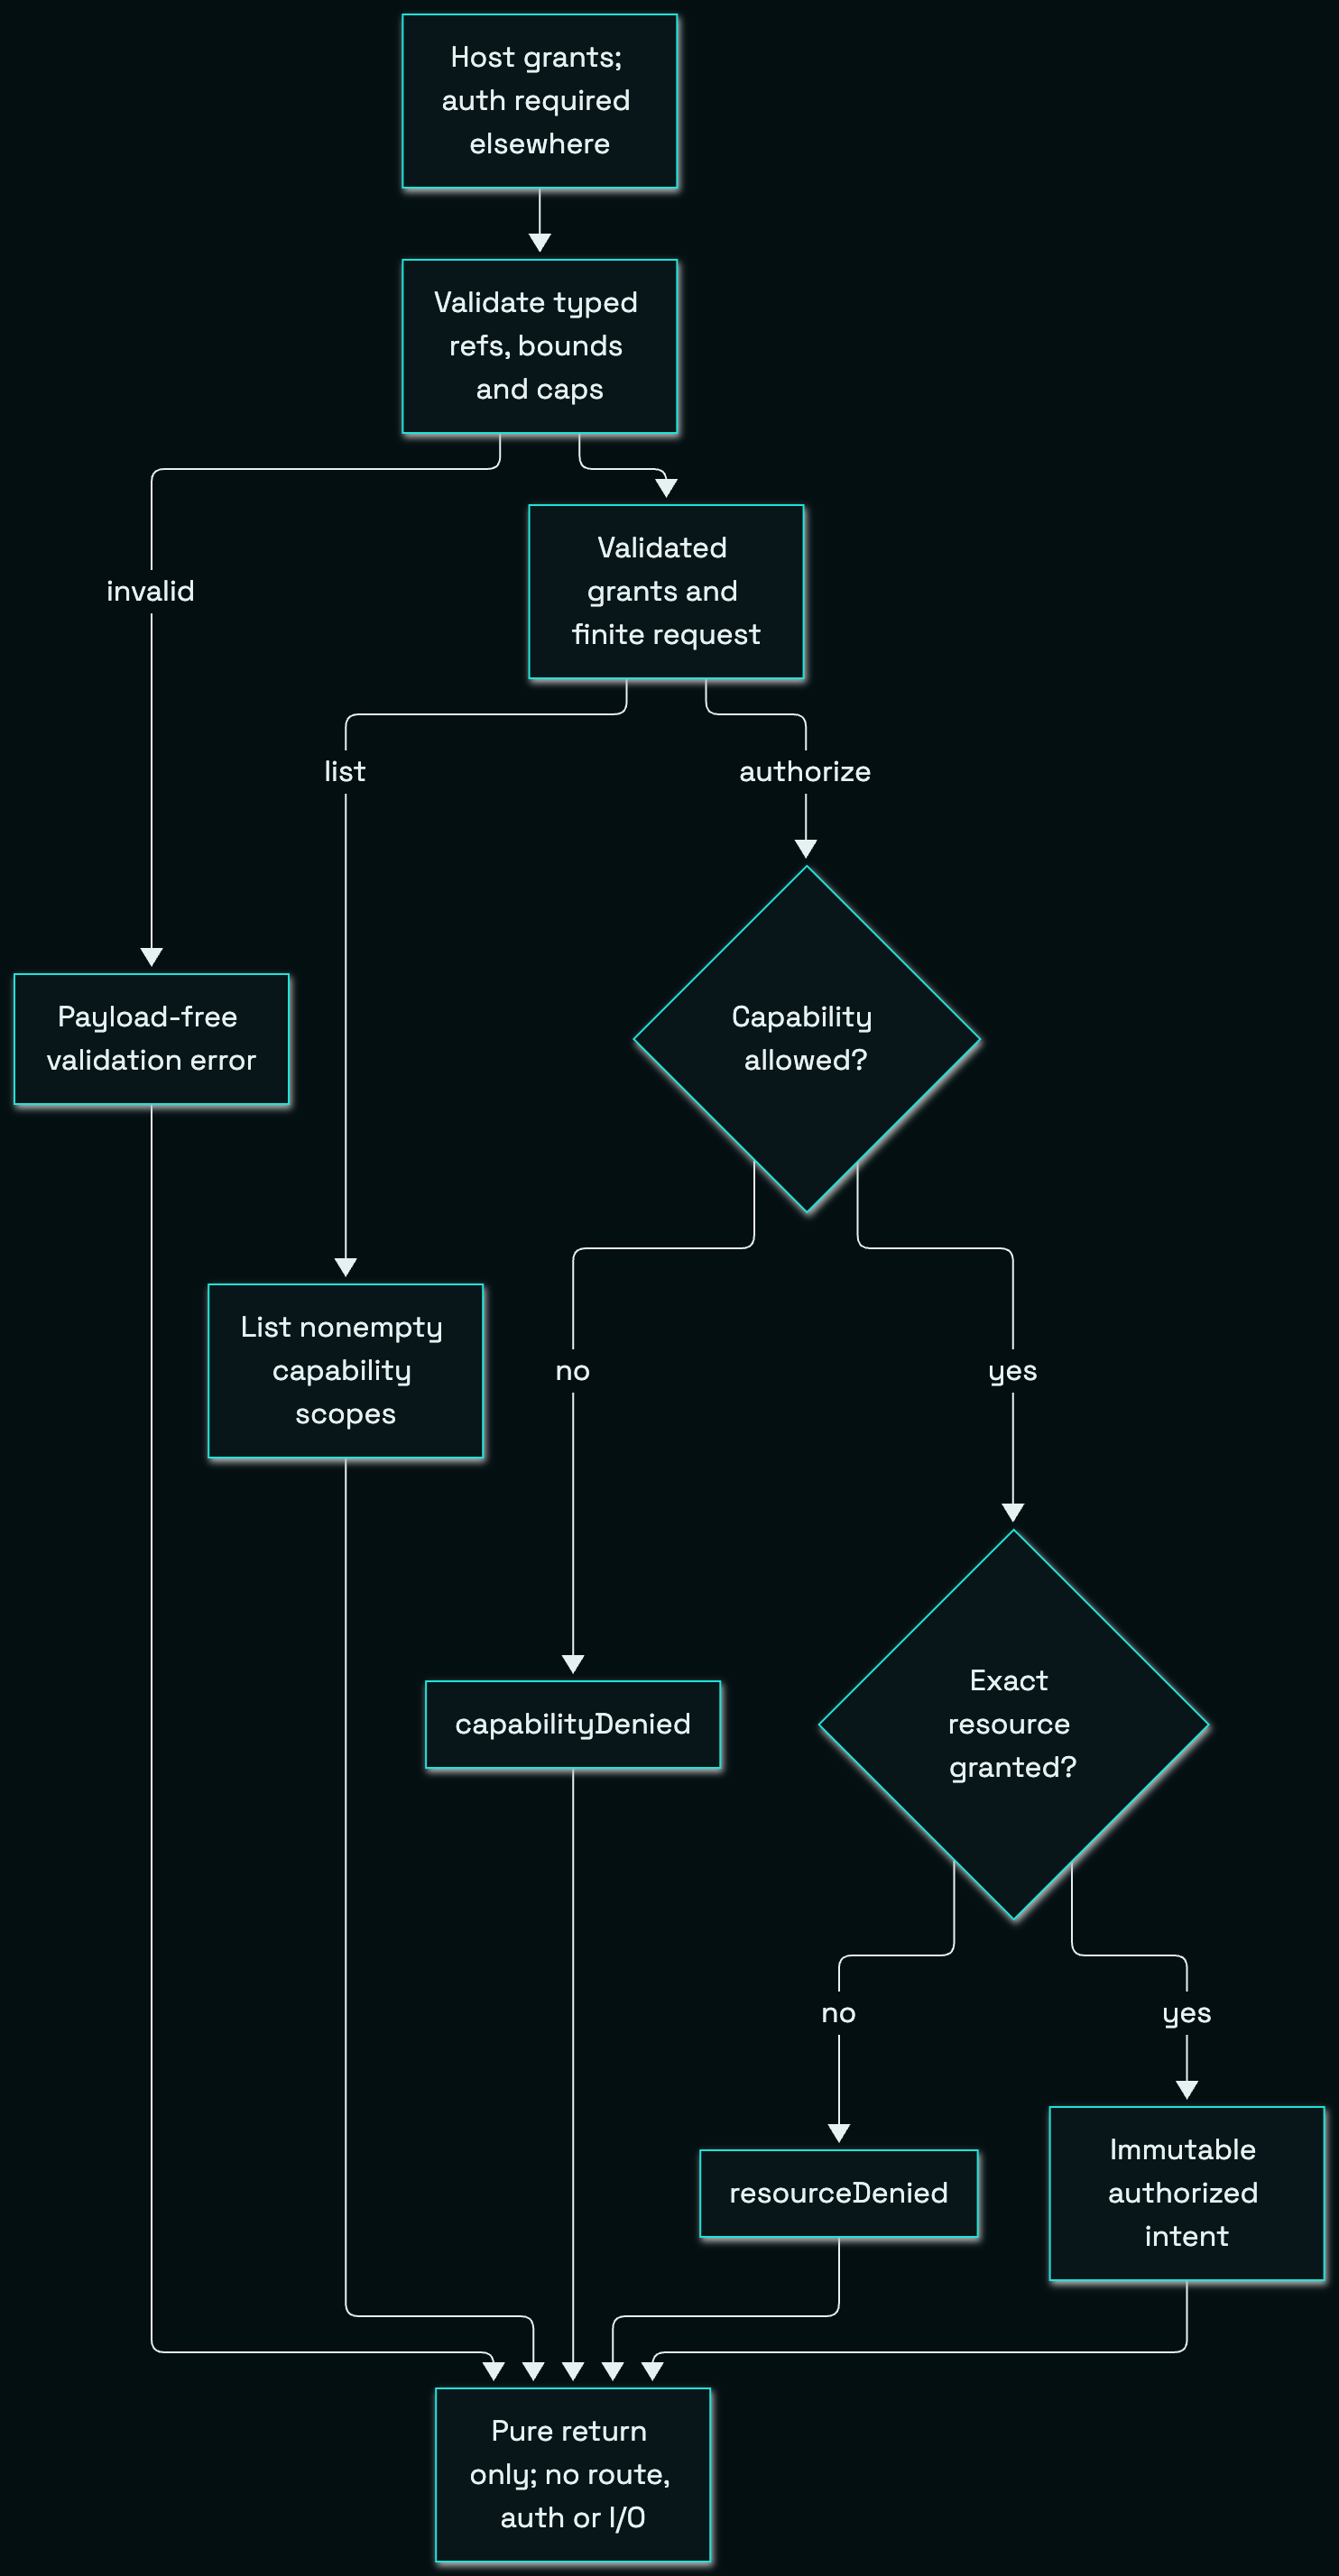 Host grants;
auth required
elsewhere
Validate typed
refs, bounds
and caps
Validated
grants and
finite request
invalid
list
authorize
Payload-free
validation error
Capability
allowed?
List nonempty
capability
scopes
no
yes
capabilityDenied
Exact
resource
granted?
no
yes
resourceDenied
Immutable
authorized
intent
Pure return
only; no route,
auth or I/O